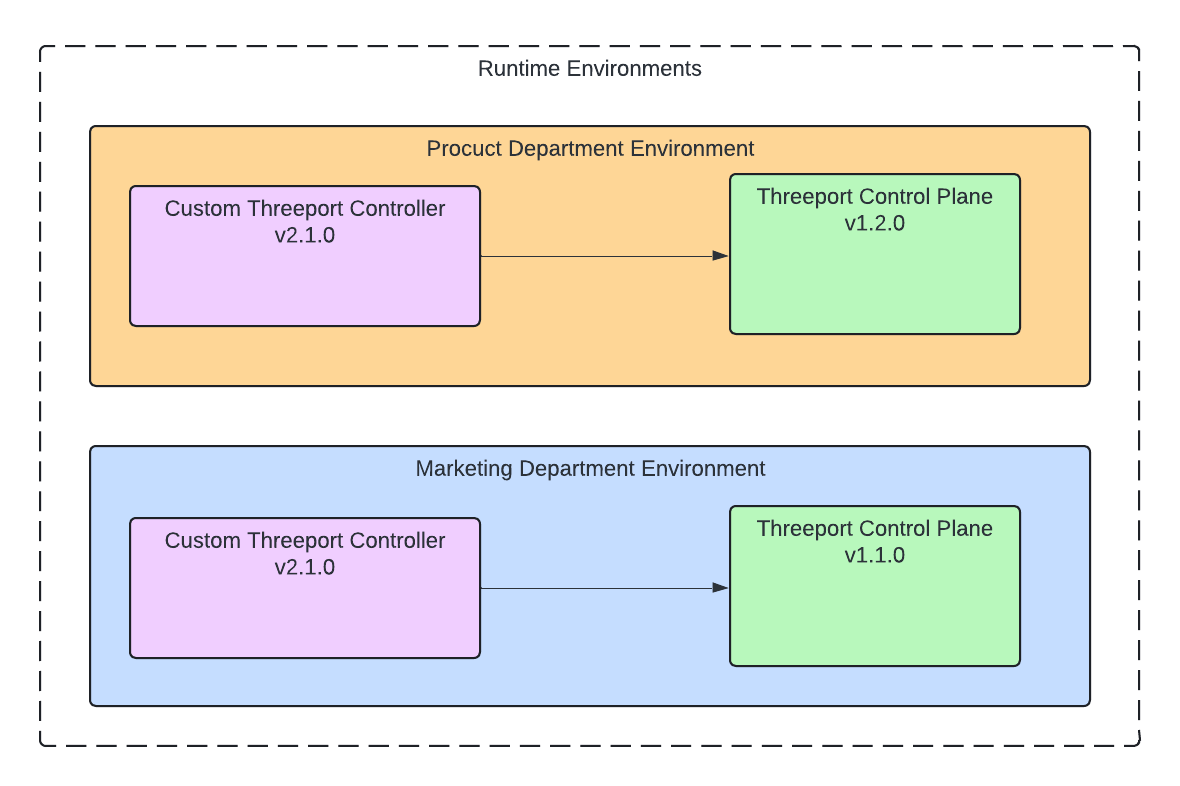 Runtime Environments
Procuct Department Environment
Custom Threeport Controller
v2.1.0
Threeport Control Plane
v1.2.0
Marketing Department Environment
Custom Threeport Controller
v2.1.0
Threeport Control Plane
v1.1.0